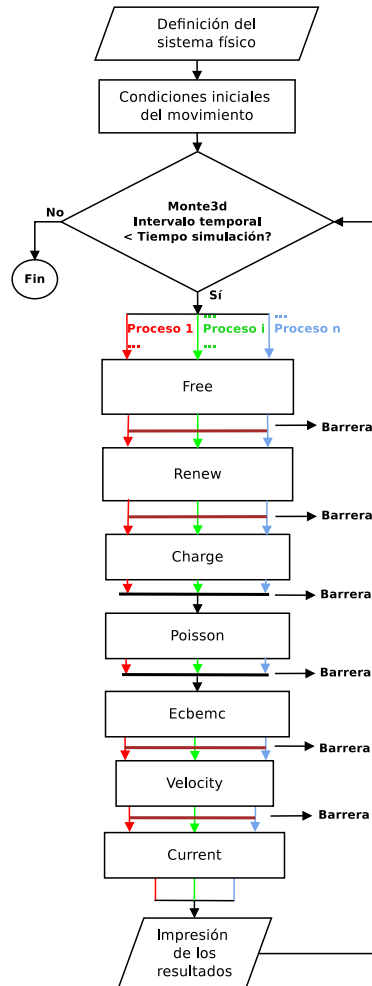 Definición del
sistema físico
Condiciones iniciales
del movimiento
No
Monte3d
Intervalo temporal
< Tiempo simulación?
Fin
Sí
... ...
Proceso 1 Proceso i Proceso n
... ...
Free
Barrera
Renew
Barrera
Charge
Barrera
Poisson
Barrera
Ecbemc
Barrera
Velocity
Barrera
Current
Impresión
de los
resultados